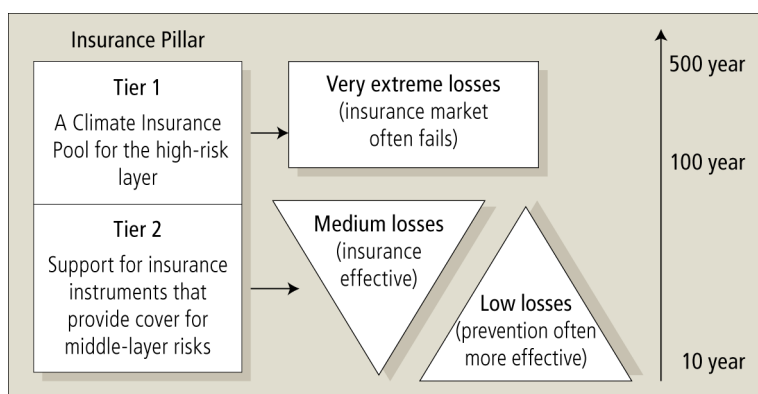 Insurance Pillar
Tier 1
A Climate Insurance
Pool for the high-risk
layer
Tier 2
Support for insurance
instruments that
provide cover for
middle-layer risks
Very extreme losses
(insurance market
often fails)
Medium losses
(insurance
effective)
Low losses
(prevention often
more effective)
500 year
100 year
10 year